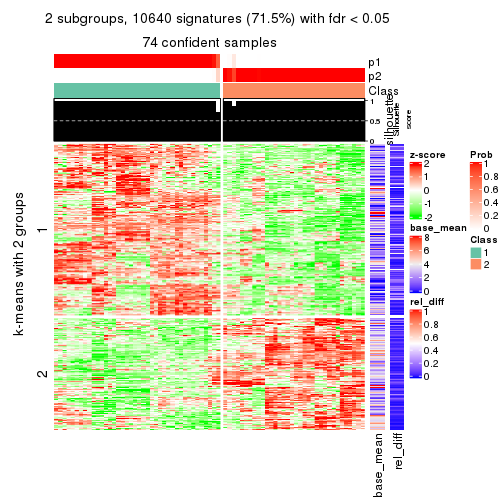 2 subgroups, 10640 signatures (71.5%) with fdr < 0.05
74 confident samples
p1
p2
Class
1
0.5
0
silhouette
Silhouette
score
k-means with 2 groups
1
2
base_mean
rel_diff
z-score
2
1
0
-1
-2
base_mean
8
6
4
2
0
rel_diff
1
0.8
0.6
0.4
0.2
0
Prob
1
0.8
0.6
0.4
0.2
0
Class
1
2